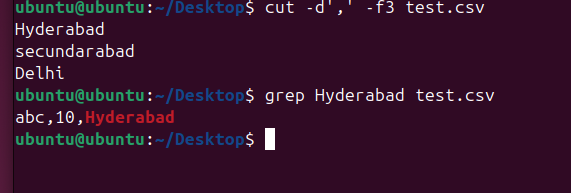 ubuntu@ubuntu:~/Desktop$ cut -d',' -f3 test.csv
Hyderabad
secundarabad
Delhi
ubuntu@ubuntu:~/Desktop$ grep Hyderabad test.csv
abc,10,Hyderabad
ubuntu@ubuntu:~/Desktop$